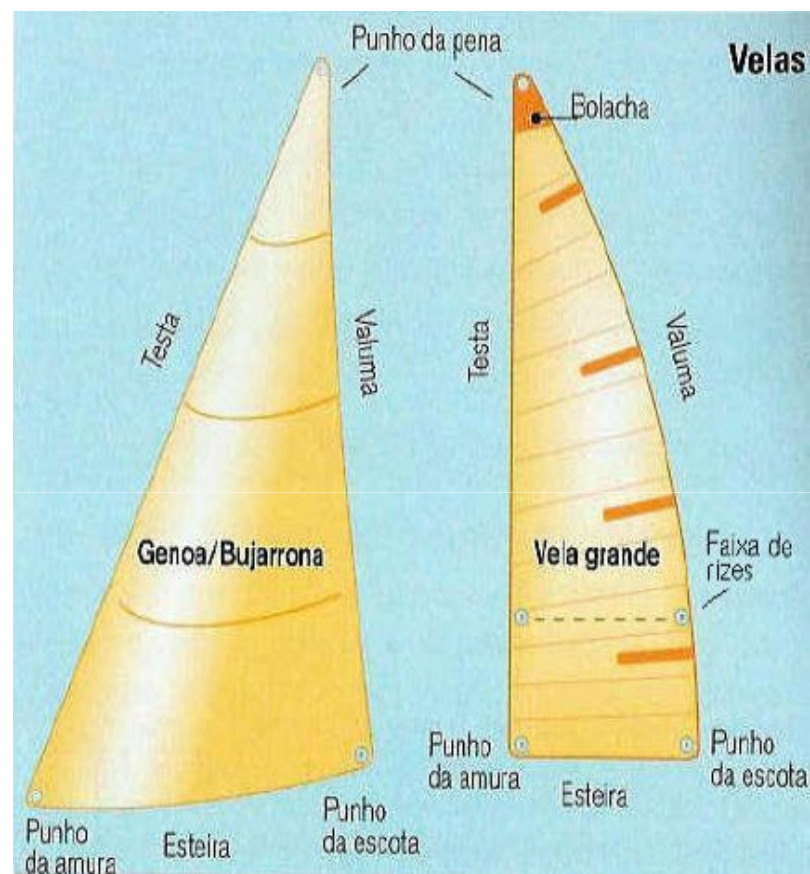 Velas
Punho da pena
Bolacha
Testa
Valuma
Testa
Valuma
Genoa/Bujarrona
Vela grande
Faixa de
rizes
Punho
da amura
Esteira
Punho
da escota
Punho
da amura
Esteira
Punho
da escota